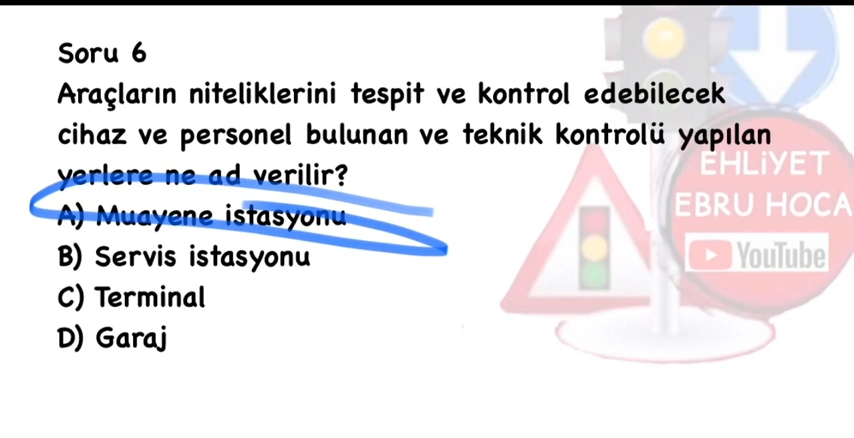 Soru 6
Araçların niteliklerini tespit ve kontrol edebilecek
cihaz ve personel bulunan ve teknik kontrolü yapılan
yerlere ne ad verilir?
A) Muayene istasyonu
B) Servis istasyonu
C) Terminal
D) Garaj
EHLİYET
EBRU HOCA
YouTube